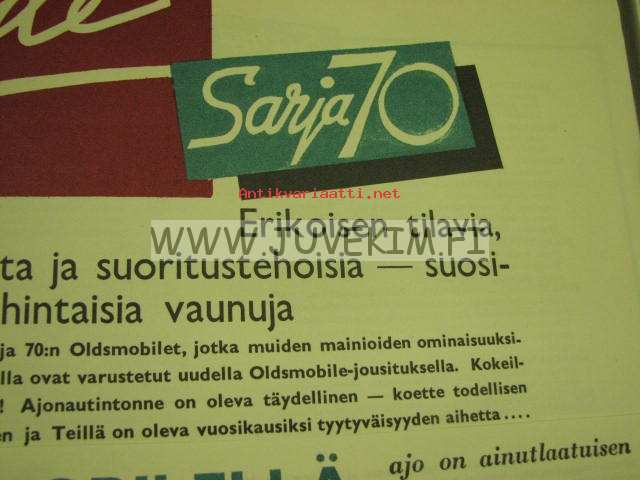 Sarja 70
Antikvariaatti.net
Erikoisen tilavia,
WWW.JUVEKIM.FI
ta ja suoritustehoisia — suosi-
hintaisia vaunuja
ja 70:n Oldsmobilet, jotka muiden mainioiden ominaisuuksi-
lla ovat varustetut uudella Oldsmobile-jousituksella. Kokeil-
! Ajonautintonne on oleva täydellinen — koette todellisen
en ja Teillä on oleva vuosikausiksi tyytyväisyyden aihetta....
ajo on ainutlaatuisen